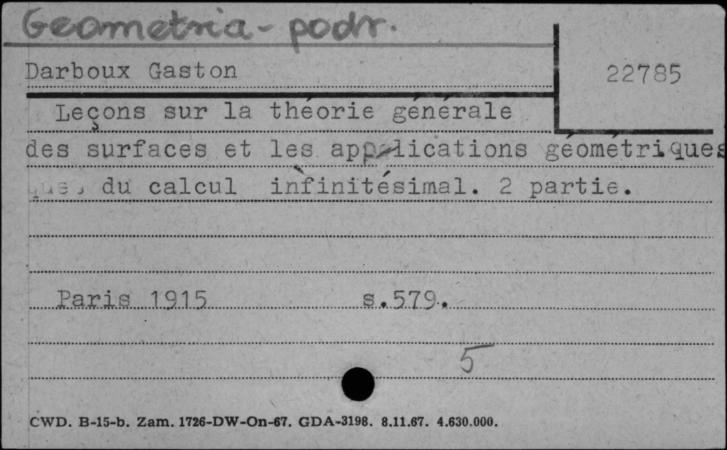 Geometria - podr.
Darboux Gaston
22785
Leçons sur la théorie générale
des surfaces et les applications géométriques
ques du calcul infinitésimal. 2 partie.
Paris 1915 s.579.
5
CWD. B-15-b. Zam. 1726-DW-On-67. GDA-3198. 8.11.67. 4.630.000.